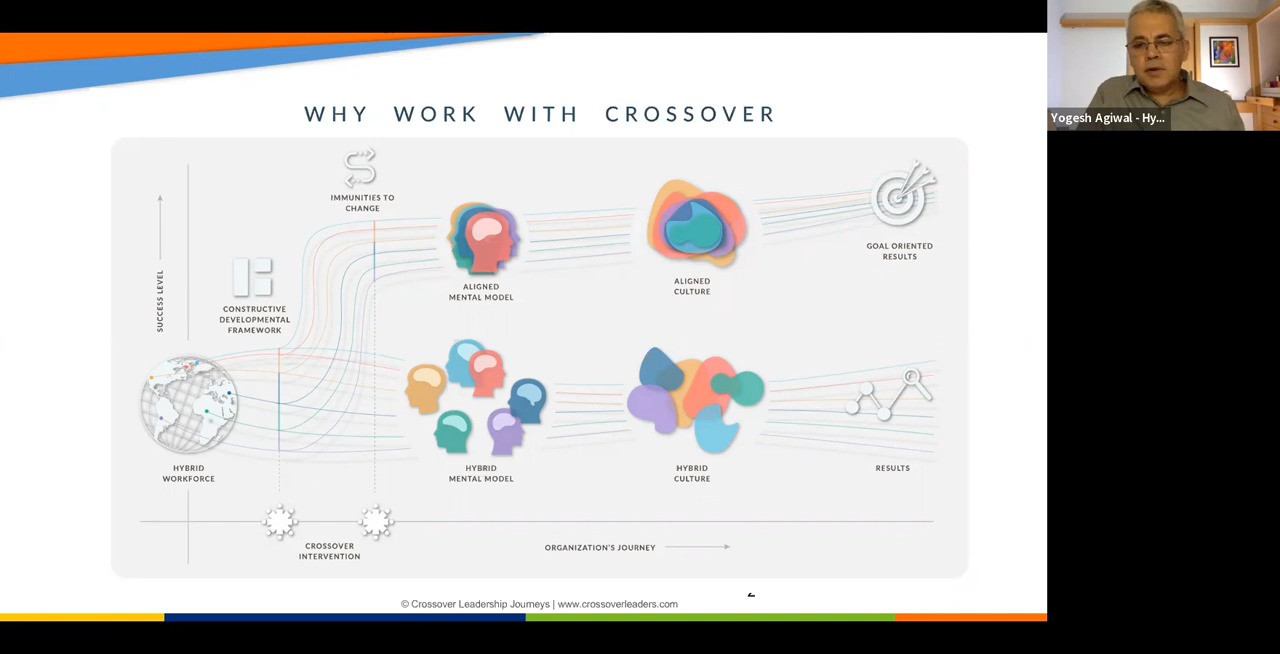 WHY WORK WITH CROSSOVER
Yogesh Agiwal - Hy...
IMMUNITIES TO
CHANGE
SUCCESS LEVEL
CONSTRUCTIVE
DEVELOPMENTAL
FRAMEWORK
ALIGNED
MENTAL MODEL
ALIGNED
CULTURE
GOAL ORIENTED
RESULTS
HYBRID
WORKFORCE
HYBRID
MENTAL MODEL
HYBRID
CULTURE
RESULTS
CROSSOVER
INTERVENTION
ORGANIZATION'S JOURNEY
© Crossover Leadership Journeys | www.crossoverleaders.com